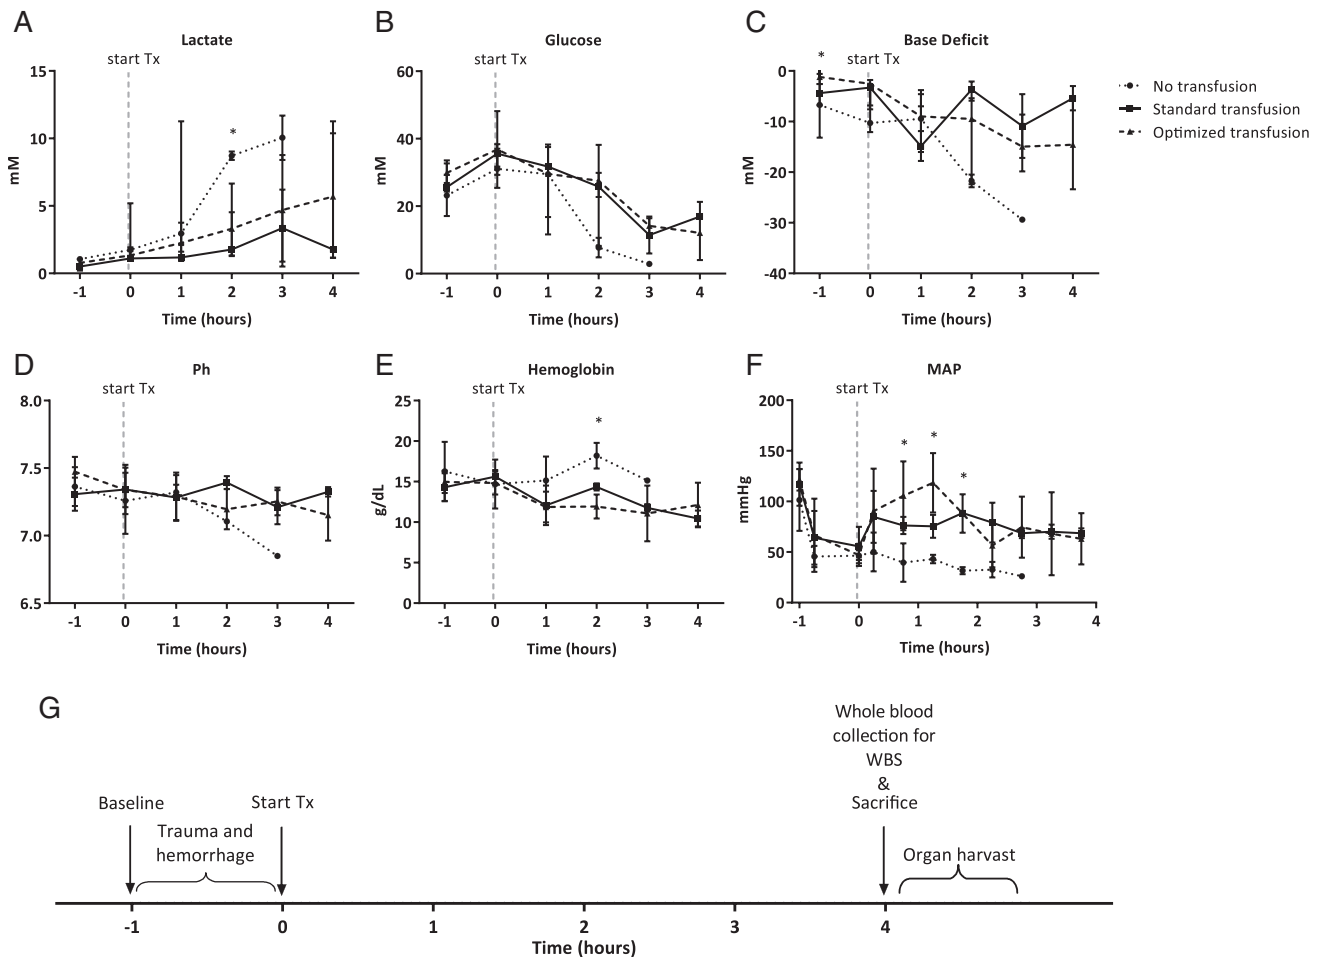 A
Lactate
start Tx
15
10
5
0
mM
*
-1 0 1 2 3 4
Time (hours)
B
Glucose
start Tx
60
40
20
0
mM
-1 0 1 2 3 4
Time (hours)
C
Base Deficit
* start Tx
0
-10
-20
-30
-40
mM
-1 0 1 2 3 4
Time (hours)
No transfusion
Standard transfusion
Optimized transfusion
D
Ph
start Tx
8.0
7.5
7.0
6.5
-1 0 1 2 3 4
Time (hours)
E
Hemoglobin
start Tx
25
20
15
10
5
0
g/dL
*
-1 0 1 2 3 4
Time (hours)
F
MAP
start Tx
200
150
100
50
0
mmHg
* * *
-1 0 1 2 3 4
Time (hours)
G
Baseline
Trauma and
hemorrhage
Start Tx
Whole blood
collection for
WBS
&
Sacrifice
Organ harvast
-1 0 1 2 3 4
Time (hours)